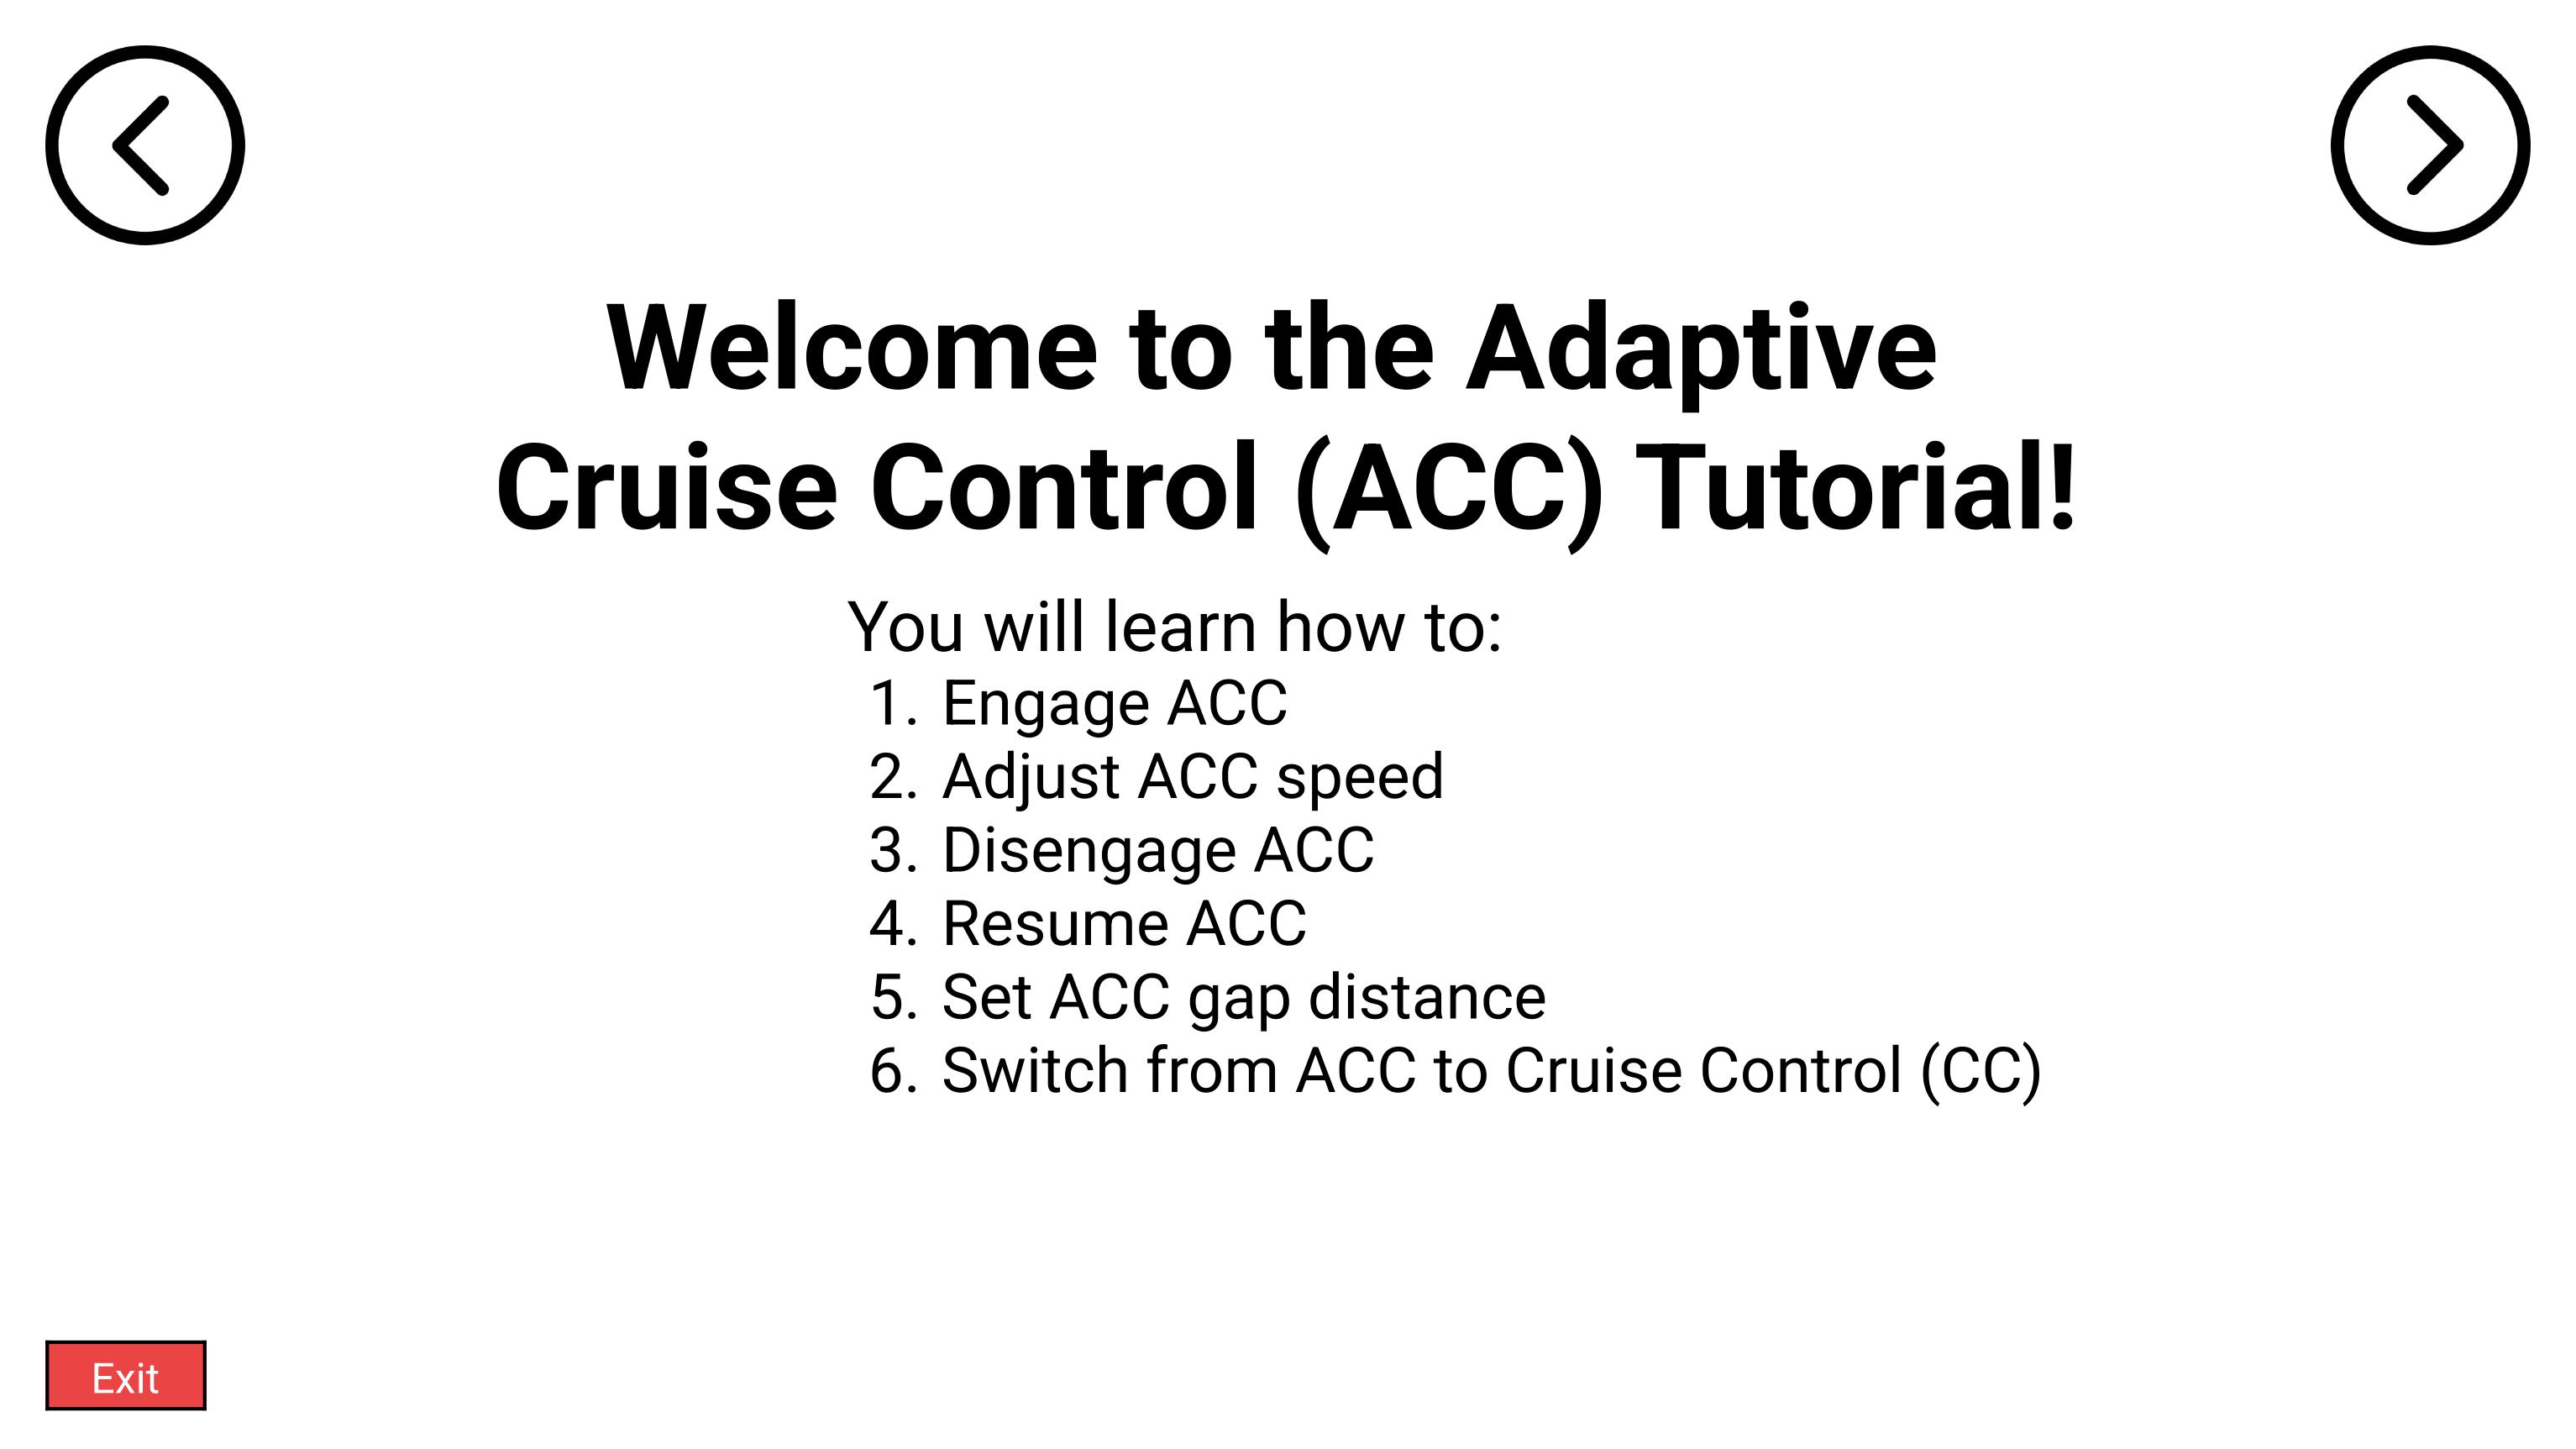 Welcome to the Adaptive
Cruise Control (ACC) Tutorial!
You will learn how to:
1. Engage ACC
2. Adjust ACC speed
3. Disengage ACC
4. Resume ACC
5. Set ACC gap distance
6. Switch from ACC to Cruise Control (CC)
Exit